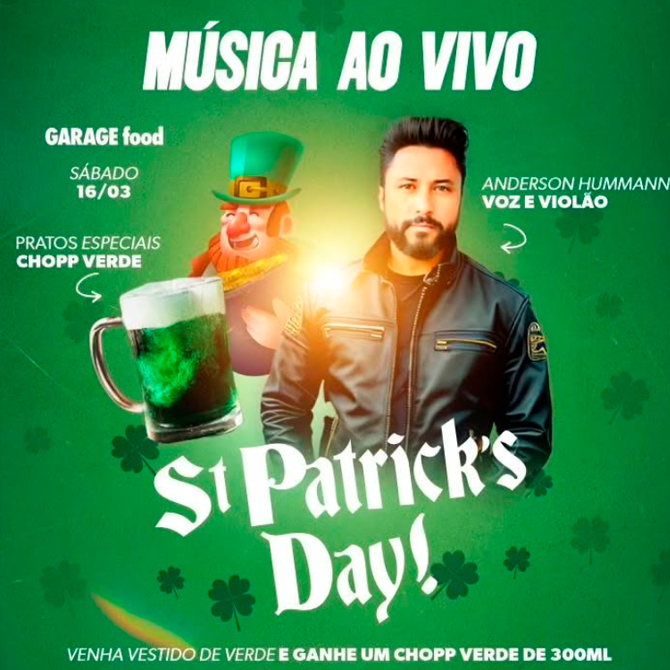 MÚSICA AO VIVO
GARAGE food
SÁBADO
16/03
ANDERSON HUMMANN
VOZ E VIOLÃO
PRATOS ESPECIAIS
CHOPP VERDE
St Patrick's
Day!
VENHA VESTIDO DE VERDE E GANHE UM CHOPP VERDE DE 300ML